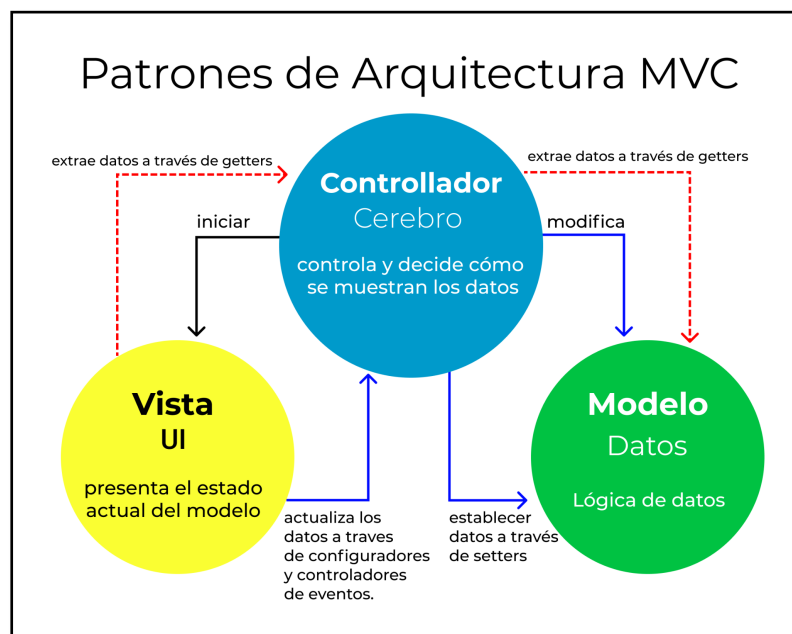 Patrones de Arquitectura MVC
extrae datos a través de getters
extrae datos a través de getters
Controllador
Cerebro
controla y decide cómo
se muestran los datos
iniciar
modifica
Vista
UI
presenta el estado
actual del modelo
Modelo
Datos
Lógica de datos
actualiza los
datos a traves
de configuradores
y controladores
de eventos.
establecer
datos a través
de setters